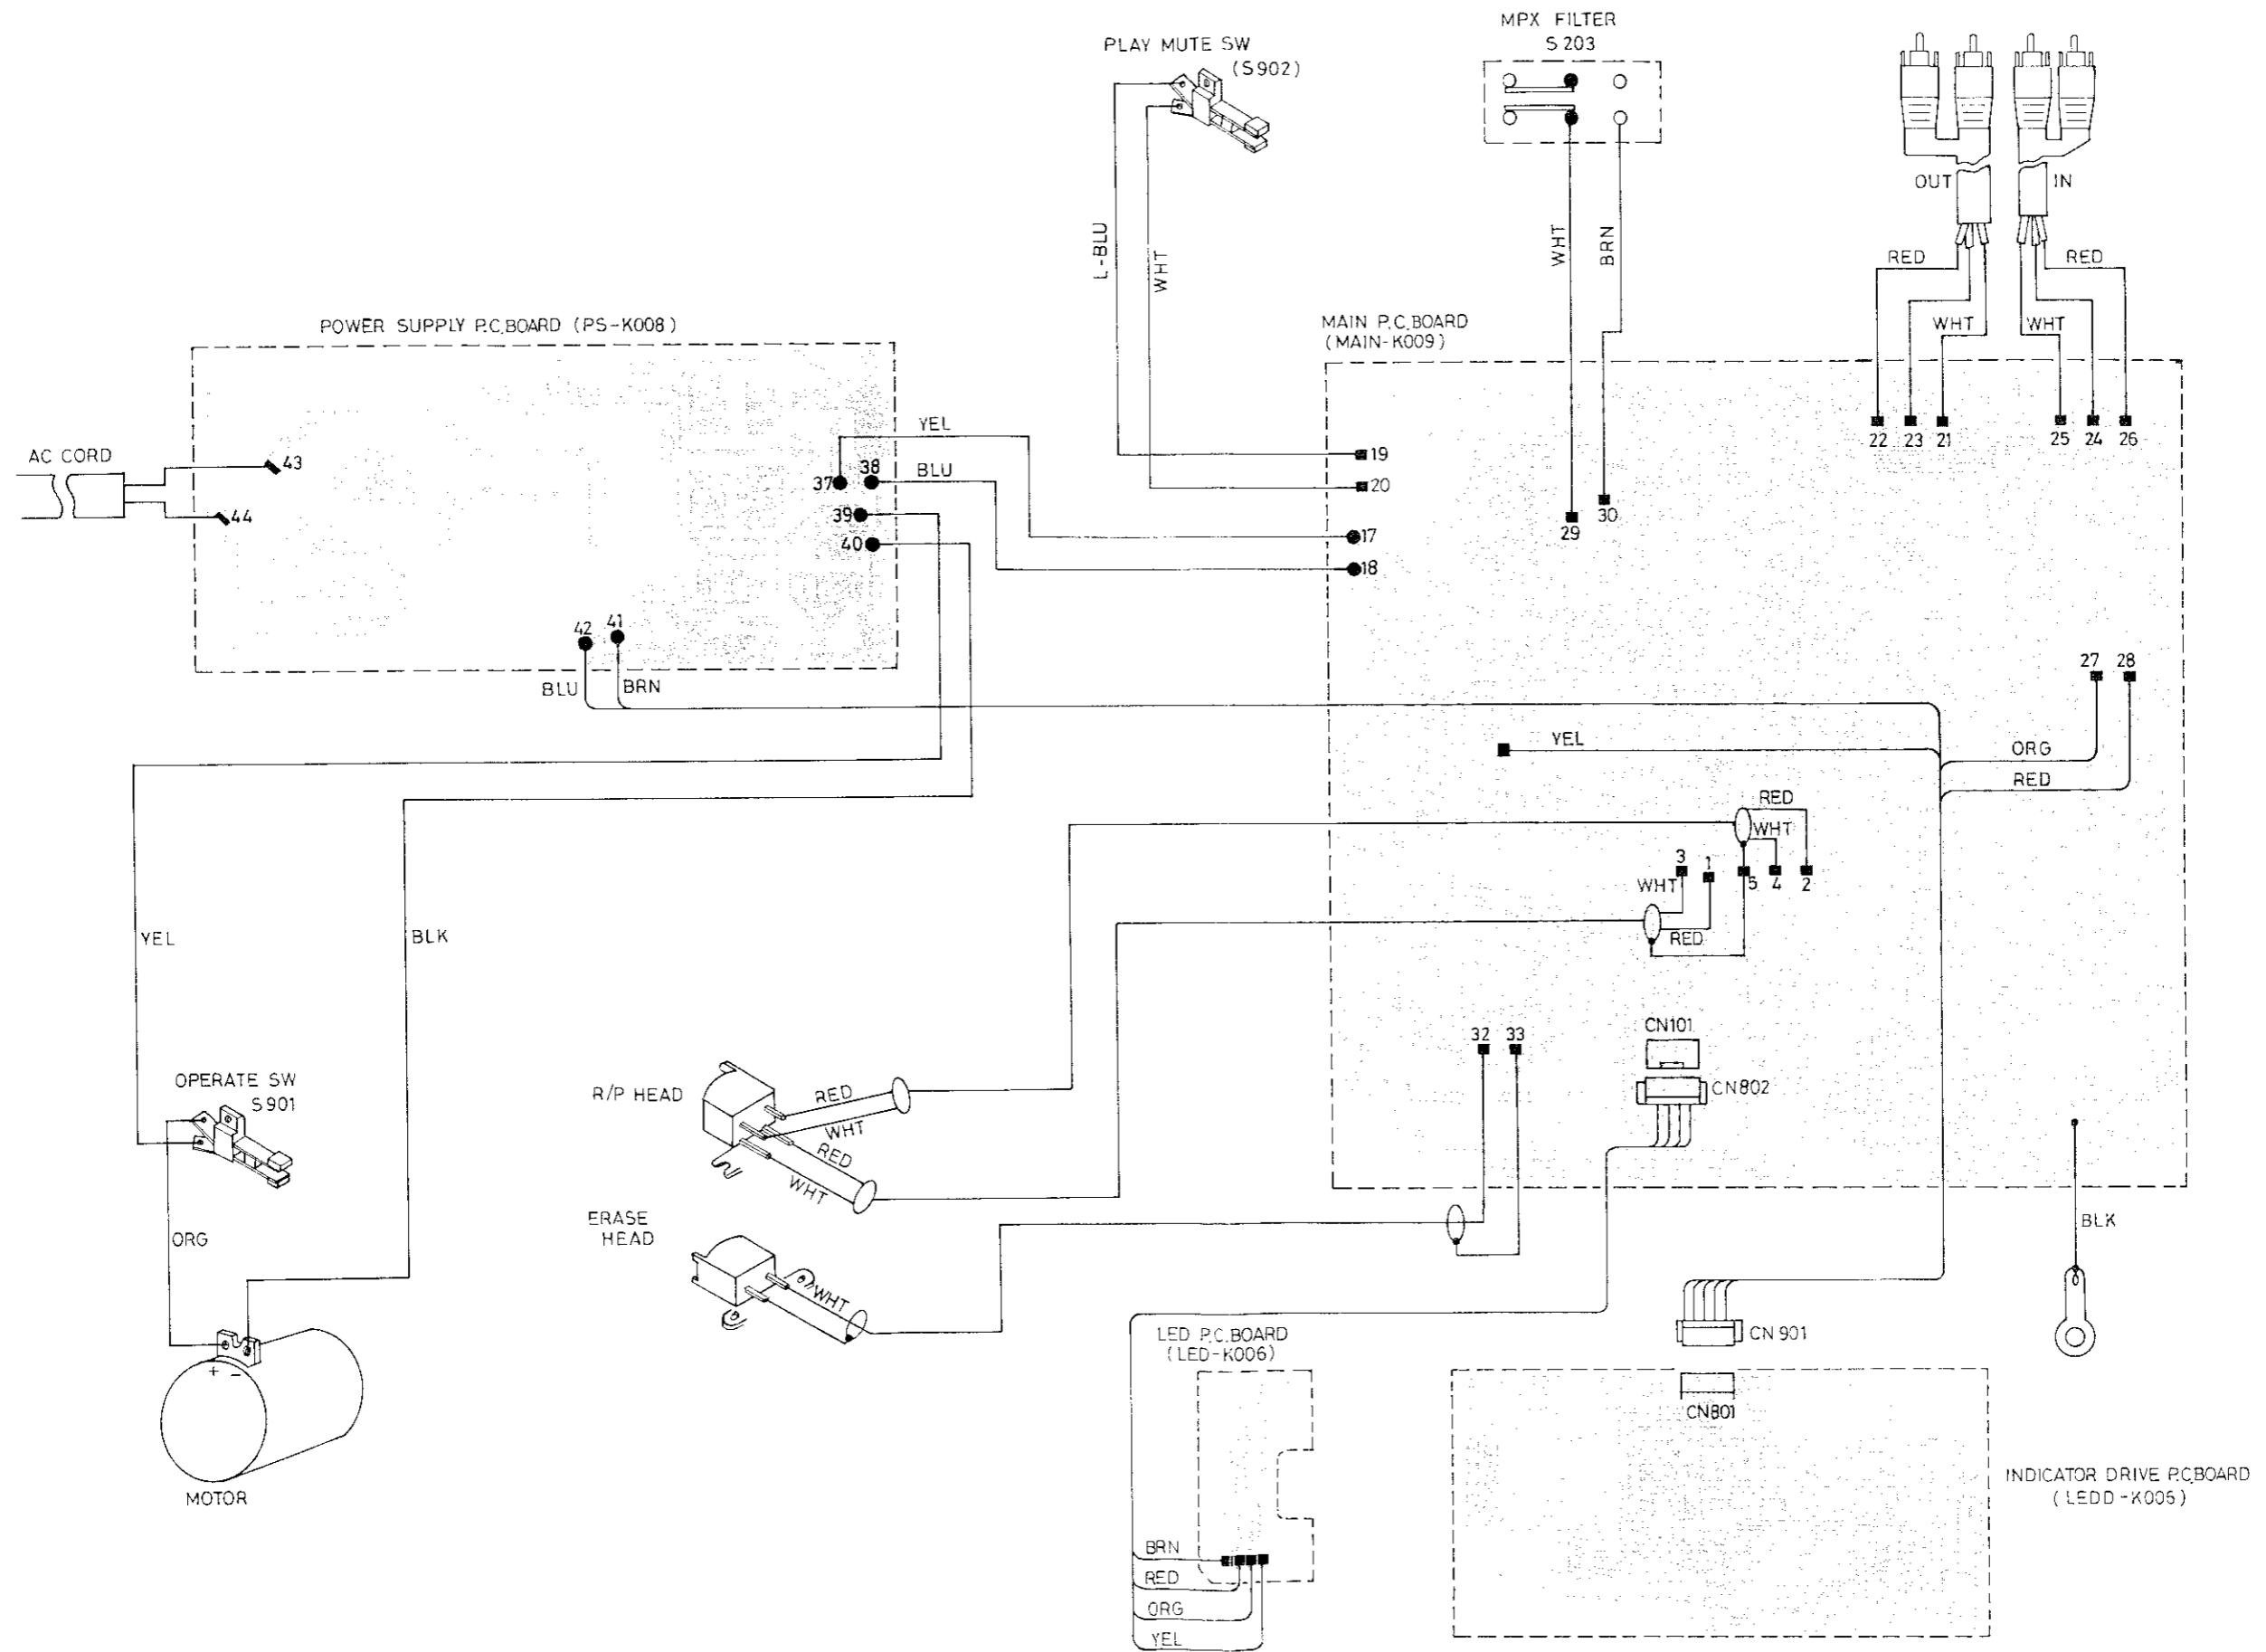 MPX FILTER
S 203
PLAY MUTE SW
(S902)
OUT
IN
L-BLU
WHT
WHT
BRN
RED
RED
WHT
WHT
POWER SUPPLY P.C.BOARD (PS-K008)
MAIN P.C.BOARD
(MAIN-K009)
AC CORD
43
44
YEL
38
BLU
37
39
40
19
20
17
18
29
30
22
23
21
25
24
26
42
41
BLU
BRN
27
28
YEL
ORG
RED
RED
WHT
3
1
5
4
2
WHT
RED
YEL
BLK
32
33
CN101
CN802
OPERATE SW
S901
R/P HEAD
RED
WHT
RED
WHT
ERASE
HEAD
WHT
ORG
BLK
+ −
MOTOR
LED P.C.BOARD
(LED-K006)
CN901
CN801
INDICATOR DRIVE P.C.BOARD
(LEDD-K005)
BRN
RED
ORG
YEL